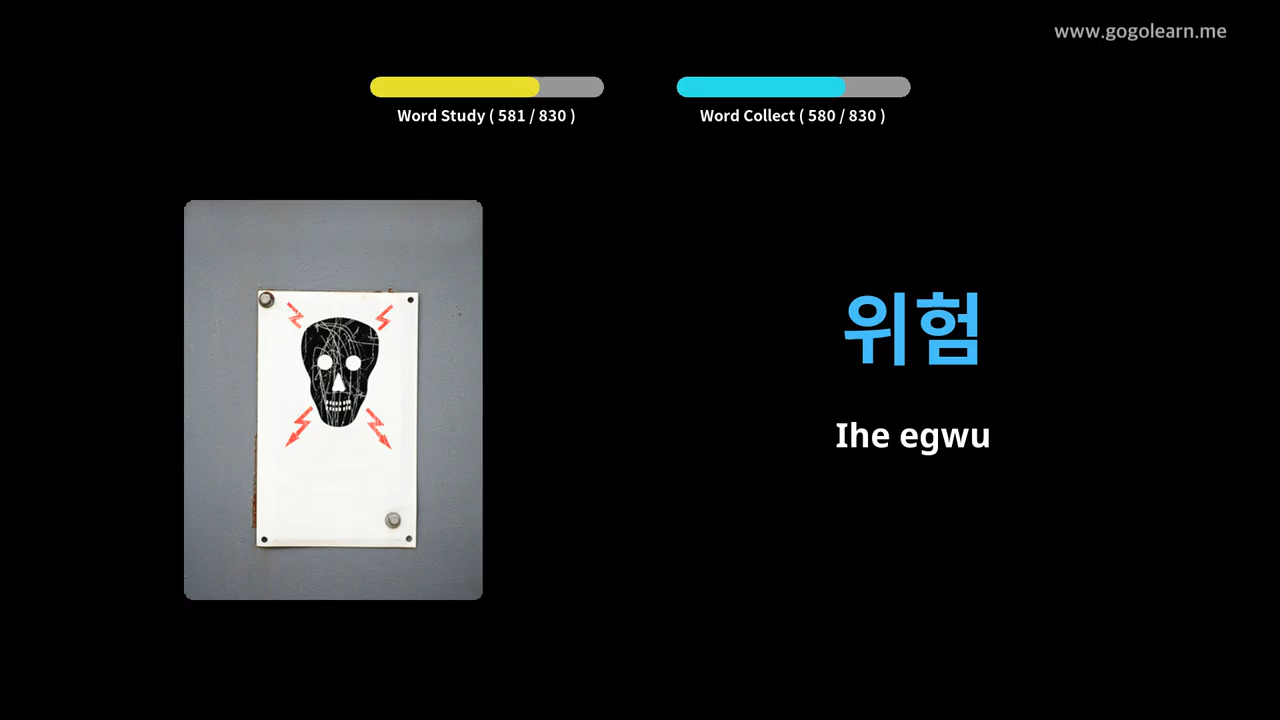 www.gogolearn.me
Word Study ( 581 / 830 )
Word Collect ( 580 / 830 )
위험
Ihe egwu